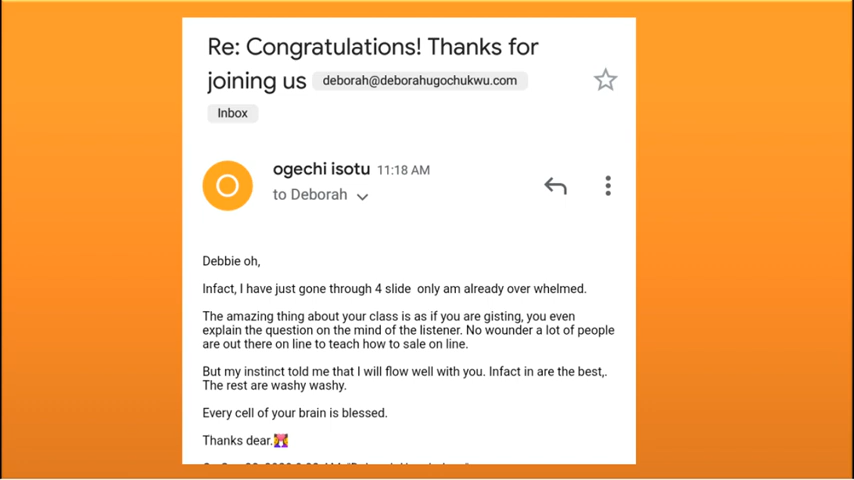 Re: Congratulations! Thanks for
joining us deborah@deborahugochukwu.com
Inbox
O
ogechi isotu 11:18 AM
to Deborah
Debbie oh,
Infact, I have just gone through 4 slide only am already over whelmed.
The amazing thing about your class is as if you are gisting, you even
explain the question on the mind of the listener. No wounder a lot of people
are out there on line to teach how to sale on line.
But my instinct told me that I will flow well with you. Infact in are the best,.
The rest are washy washy.
Every cell of your brain is blessed.
Thanks dear.